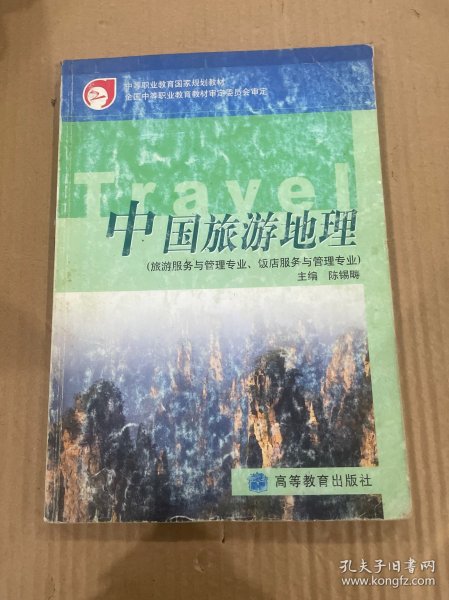 中等职业教育国家规划教材
全国中等职业教育教材审定委员会审定
Travel
中国旅游地理
(旅游服务与管理专业、饭店服务与管理专业)
主编 陈锡畴
高等教育出版社
孔夫子旧书网
www.kongfz.com